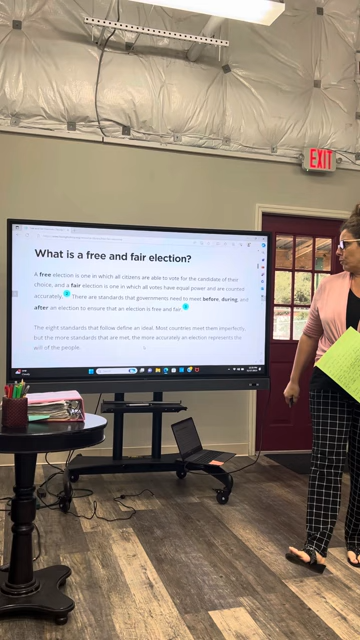 EXIT
What is a free and fair election?
A free election is one in which all citizens are able to vote for the candidate of their
choice, and a fair election is one in which all votes have equal power and are counted
accurately. There are standards that governments need to meet before, during, and
after an election to ensure that an election is free and fair.
The eight standards that follow define an ideal. Most countries meet them imperfectly,
but the more standards that are met, the more accurately an election represents the
will of the people.